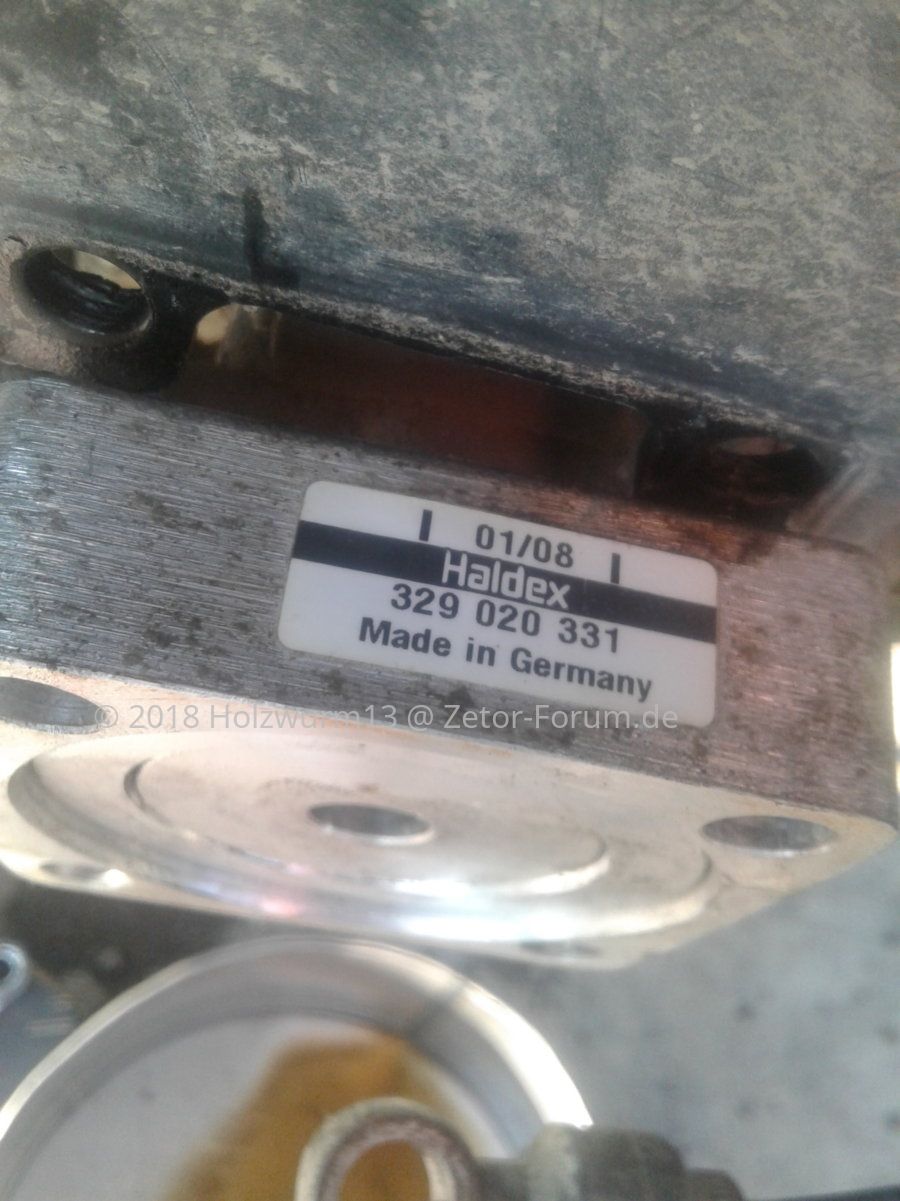 01/08
Haldex
329 020 331
Made in Germany
© 2018 Holzwurm13 @ Zetor-Forum.de